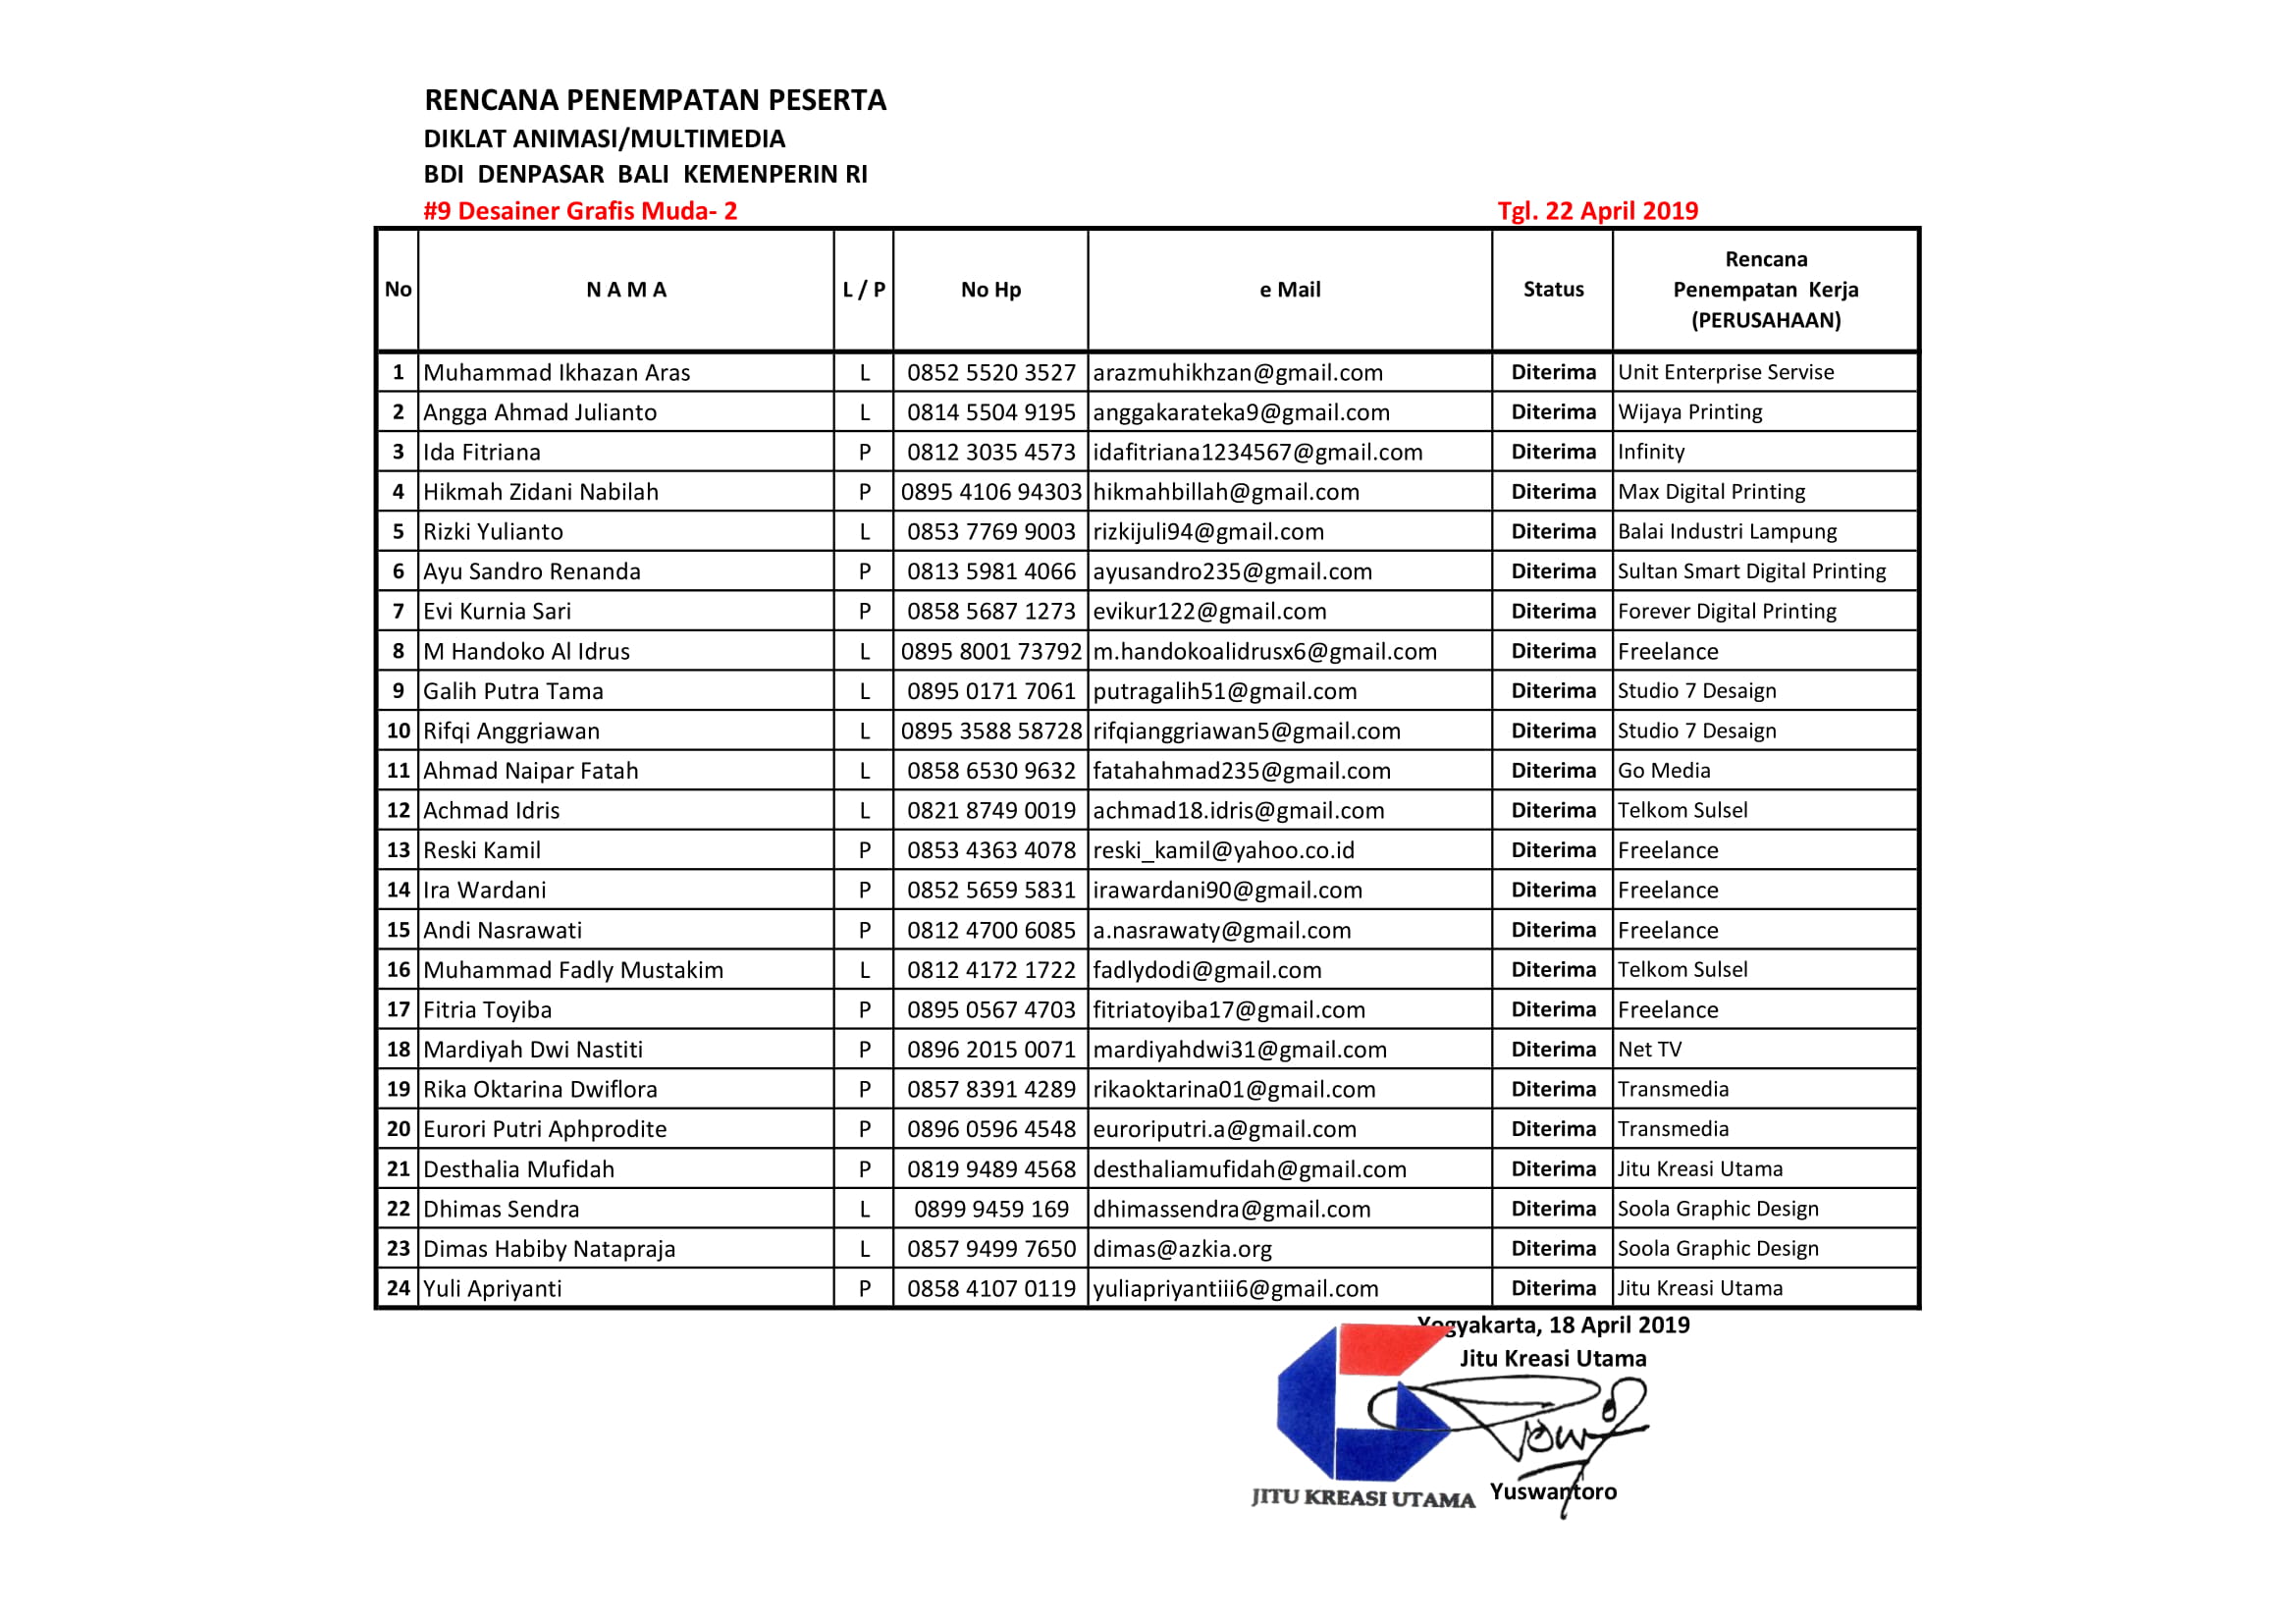 RENCANA PENEMPATAN PESERTA
DIKLAT ANIMASI/MULTIMEDIA
BDI DENPASAR BALI KEMENPERIN RI
#9 Desainer Grafis Muda- 2 Tgl. 22 April 2019
No N A M A L / P No Hp e Mail Status Rencana Penempatan Kerja (PERUSAHAAN)
1 Muhammad Ikhazan Aras L 0852 5520 3527 arazmuhikhzan@gmail.com Diterima Unit Enterprise Servise
2 Angga Ahmad Julianto L 0814 5504 9195 anggakarateka9@gmail.com Diterima Wijaya Printing
3 Ida Fitriana P 0812 3035 4573 idafitriana1234567@gmail.com Diterima Infinity
4 Hikmah Zidani Nabilah P 0895 4106 94303 hikmahbillah@gmail.com Diterima Max Digital Printing
5 Rizki Yulianto L 0853 7769 9003 rizkijuli94@gmail.com Diterima Balai Industri Lampung
6 Ayu Sandro Renanda P 0813 5981 4066 ayusandro235@gmail.com Diterima Sultan Smart Digital Printing
7 Evi Kurnia Sari P 0858 5687 1273 evikur122@gmail.com Diterima Forever Digital Printing
8 M Handoko Al Idrus L 0895 8001 73792 m.handokoalidrusx6@gmail.com Diterima Freelance
9 Galih Putra Tama L 0895 0171 7061 putragalih51@gmail.com Diterima Studio 7 Desaign
10 Rifqi Anggriawan L 0895 3588 58728 rifqianggriawan5@gmail.com Diterima Studio 7 Desaign
11 Ahmad Naipar Fatah L 0858 6530 9632 fatahahmad235@gmail.com Diterima Go Media
12 Achmad Idris L 0821 8749 0019 achmad18.idris@gmail.com Diterima Telkom Sulsel
13 Reski Kamil P 0853 4363 4078 reski_kamil@yahoo.co.id Diterima Freelance
14 Ira Wardani P 0852 5659 5831 irawardani90@gmail.com Diterima Freelance
15 Andi Nasrawati P 0812 4700 6085 a.nasrawaty@gmail.com Diterima Freelance
16 Muhammad Fadly Mustakim L 0812 4172 1722 fadlydodi@gmail.com Diterima Telkom Sulsel
17 Fitria Toyiba P 0895 0567 4703 fitriatoyiba17@gmail.com Diterima Freelance
18 Mardiyah Dwi Nastiti P 0896 2015 0071 mardiyahdwi31@gmail.com Diterima Net TV
19 Rika Oktarina Dwiflora P 0857 8391 4289 rikaoktarina01@gmail.com Diterima Transmedia
20 Eurori Putri Aphprodite P 0896 0596 4548 euroriputri.a@gmail.com Diterima Transmedia
21 Desthalia Mufidah P 0819 9489 4568 desthaliamufidah@gmail.com Diterima Jitu Kreasi Utama
22 Dhimas Sendra L 0899 9459 169 dhimassendra@gmail.com Diterima Soola Graphic Design
23 Dimas Habiby Natapraja L 0857 9499 7650 dimas@azkia.org Diterima Soola Graphic Design
24 Yuli Apriyanti P 0858 4107 0119 yuliapriyantiii6@gmail.com Diterima Jitu Kreasi Utama
Yogyakarta, 18 April 2019
Jitu Kreasi Utama
JITU KREASI UTAMA Yuswantoro